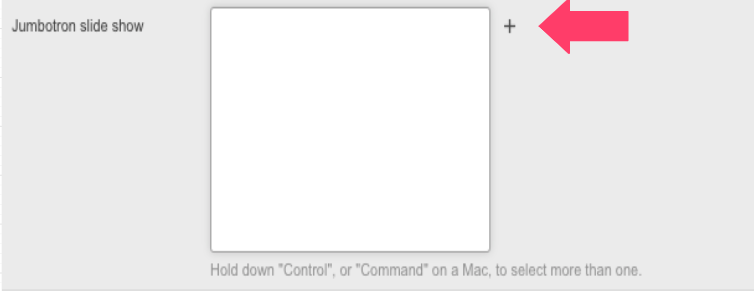 Jumbotron slide show
+
Hold down "Control", or "Command" on a Mac, to select more than one.